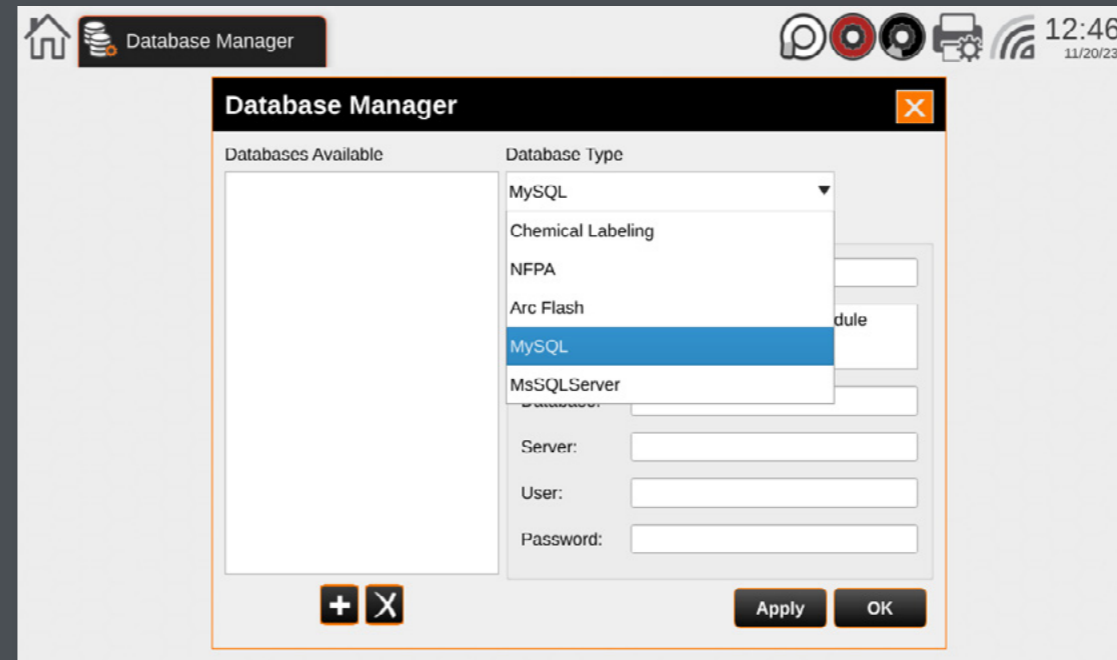 Database Manager
12:46
11/20/23
Database Manager
Databases Available
Database Type
MySQL
Chemical Labeling
NFPA
Arc Flash
dule
MySQL
MsSQLServer
Database:
Server:
User:
Password:
Apply
OK